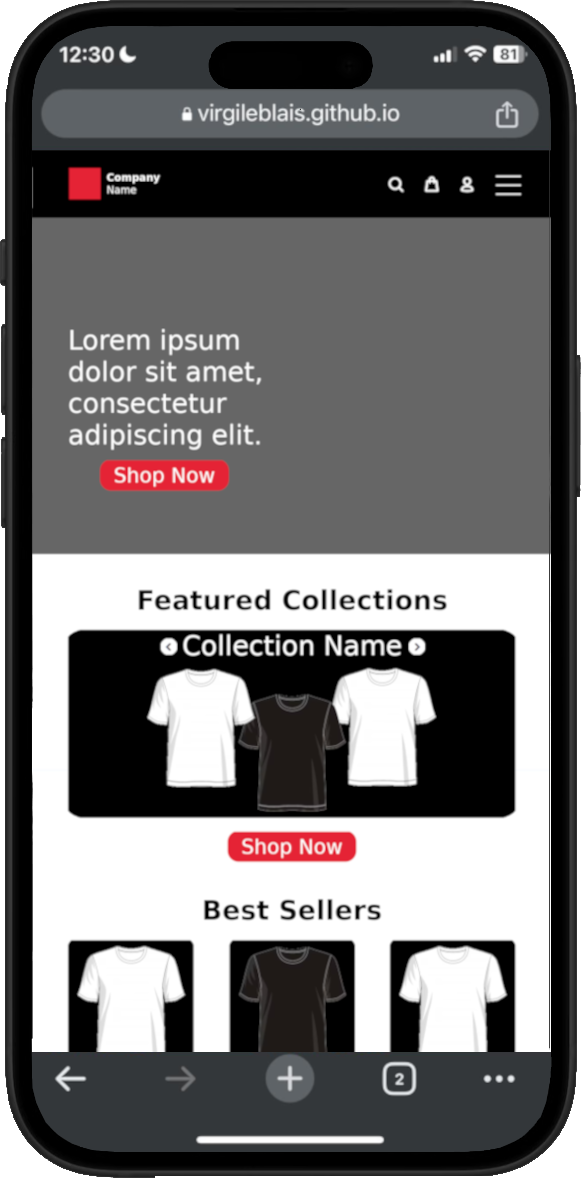 12:30
81
virgileblais.github.io
Company
Name
Lorem ipsum
dolor sit amet,
consectetur
adipiscing elit.
Shop Now
Featured Collections
Collection Name
Shop Now
Best Sellers
2